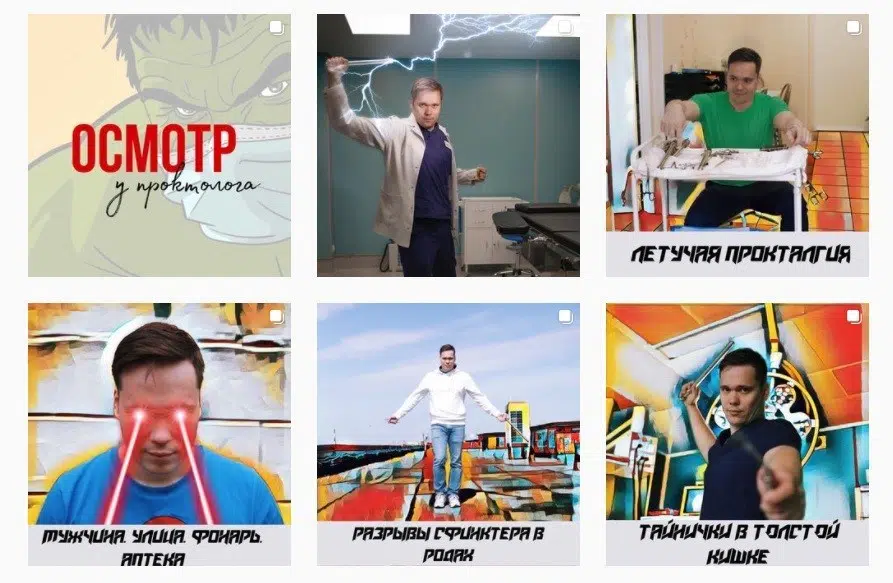 ОСМОТР
у проктолога
ЛЕТУЧАЯ ПРОКТАЛГИЯ
МУЖЧИНА. УЛИЦА. ФОНАРЬ.
АПТЕКА
РАЗРЫВЫ СФИНКТЕРА В
РОДАХ
ТАЙНИЧКИ В ТОЛСТОЙ
КИШКЕ